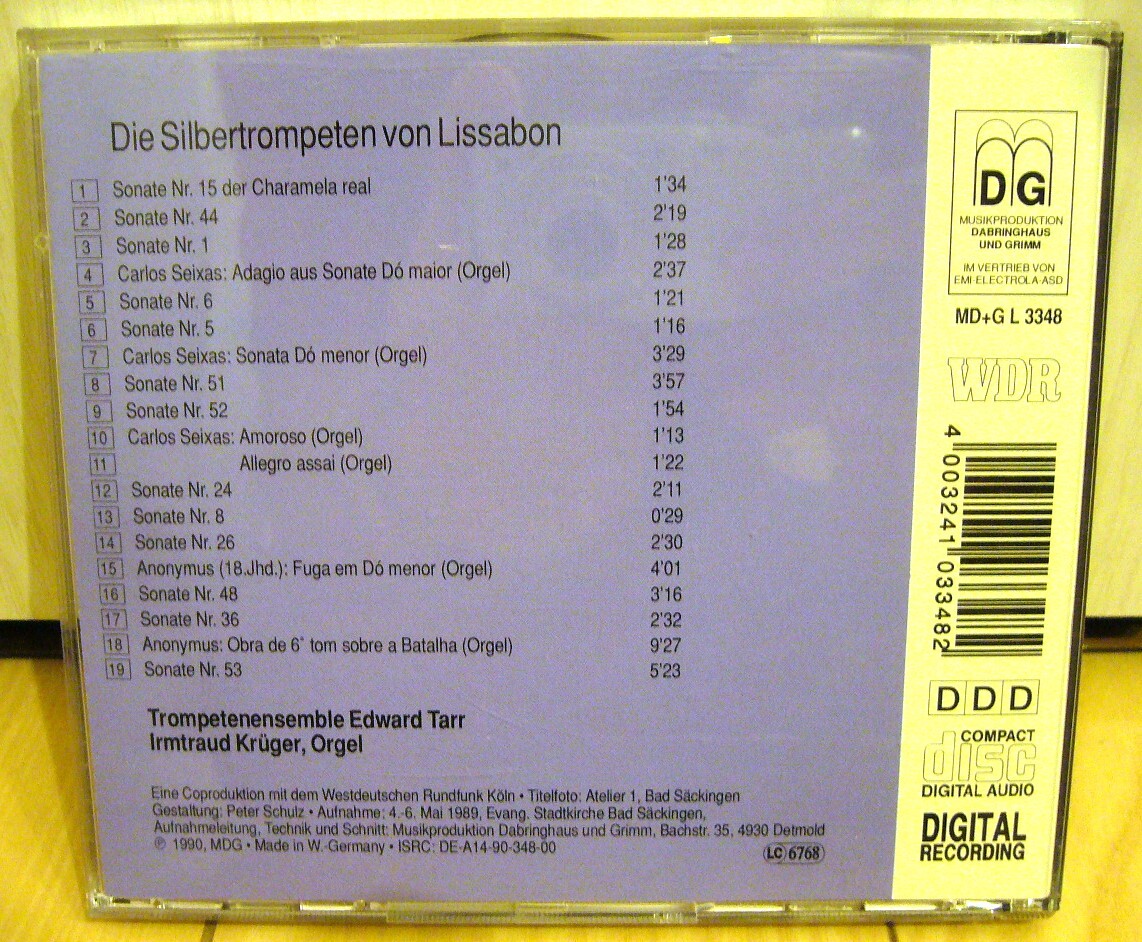 Die Silbertrompeten von Lissabon
1 Sonate Nr. 15 der Charamela real 1'34
2 Sonate Nr. 44 2'19
3 Sonate Nr. 1 1'28
4 Carlos Seixas: Adagio aus Sonate Dó maior (Orgel) 2'37
5 Sonate Nr. 6 1'21
6 Sonate Nr. 5 1'16
7 Carlos Seixas: Sonata Dó menor (Orgel) 3'29
8 Sonate Nr. 51 3'57
9 Sonate Nr. 52 1'54
10 Carlos Seixas: Amoroso (Orgel) 1'13
11 Allegro assai (Orgel) 1'22
12 Sonate Nr. 24 2'11
13 Sonate Nr. 8 0'29
14 Sonate Nr. 26 2'30
15 Anonymus (18.Jhd.): Fuga em Dó menor (Orgel) 4'01
16 Sonate Nr. 48 3'16
17 Sonate Nr. 36 2'32
18 Anonymus: Obra de 6° tom sobre a Batalha (Orgel) 9'27
19 Sonate Nr. 53 5'23
Trompetenensemble Edward Tarr
Irmtraud Krüger, Orgel
Eine Coproduktion mit dem Westdeutschen Rundfunk Köln • Titelfoto: Atelier 1, Bad Säckingen
Gestaltung: Peter Schulz • Aufnahme: 4.-6. Mai 1989, Evang. Stadtkirche Bad Säckingen,
Aufnahmeleitung, Technik und Schnitt: Musikproduktion Dabringhaus und Grimm, Bachstr. 35, 4930 Detmold
℗ 1990, MDG • Made in W.-Germany • ISRC: DE-A14-90-348-00
LC 6768
DG
MUSIKPRODUKTION
DABRINGHAUS
UND GRIMM
IM VERTRIEB VON
EMI-ELECTROLA-ASD
MD+G L 3348
WDR
4 003241 033482
DDD
COMPACT
disc
DIGITAL AUDIO
DIGITAL
RECORDING